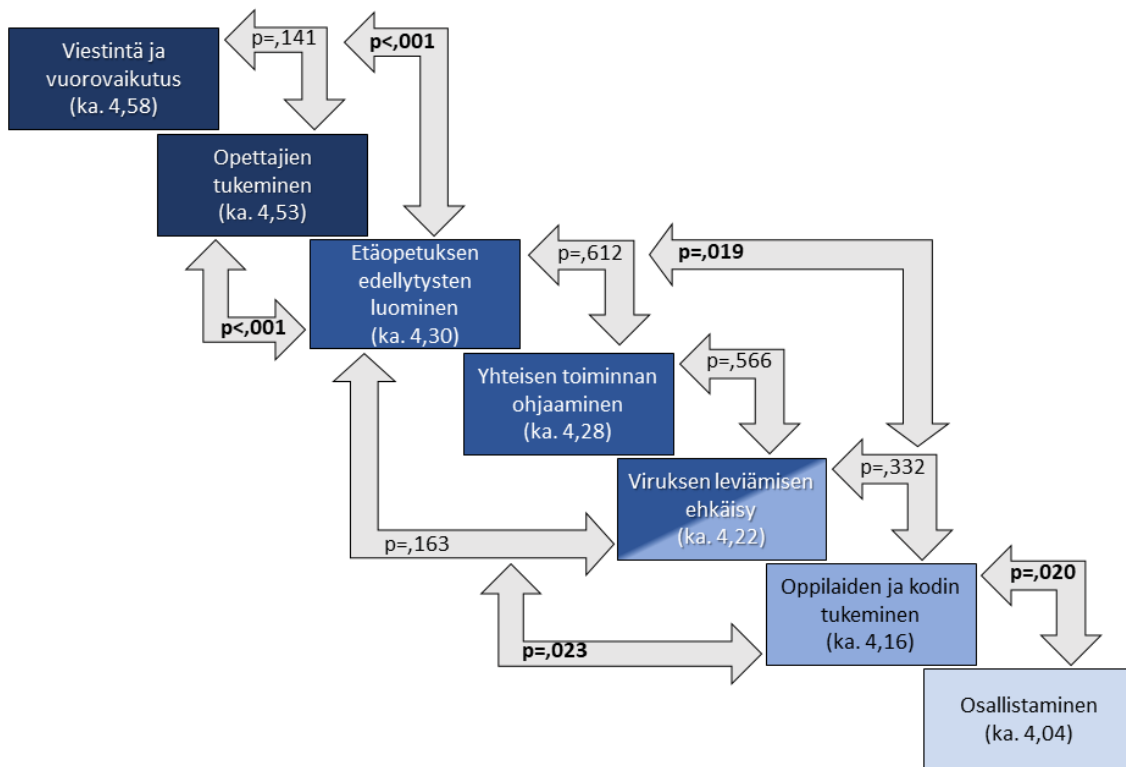 Viestintä ja
vuorovaikutus
(ka. 4,58)
p=,141
p<,001
Opettajien
tukeminen
(ka. 4,53)
p<,001
Etäopetuksen
edellytysten
luominen
(ka. 4,30)
p=,612
p=,019
Yhteisen toiminnan
ohjaaminen
(ka. 4,28)
p=,566
Viruksen leviämisen
ehkäisy
(ka. 4,22)
p=,332
p=,163
Oppilaiden ja kodin
tukeminen
(ka. 4,16)
p=,020
p=,023
Osallistaminen
(ka. 4,04)